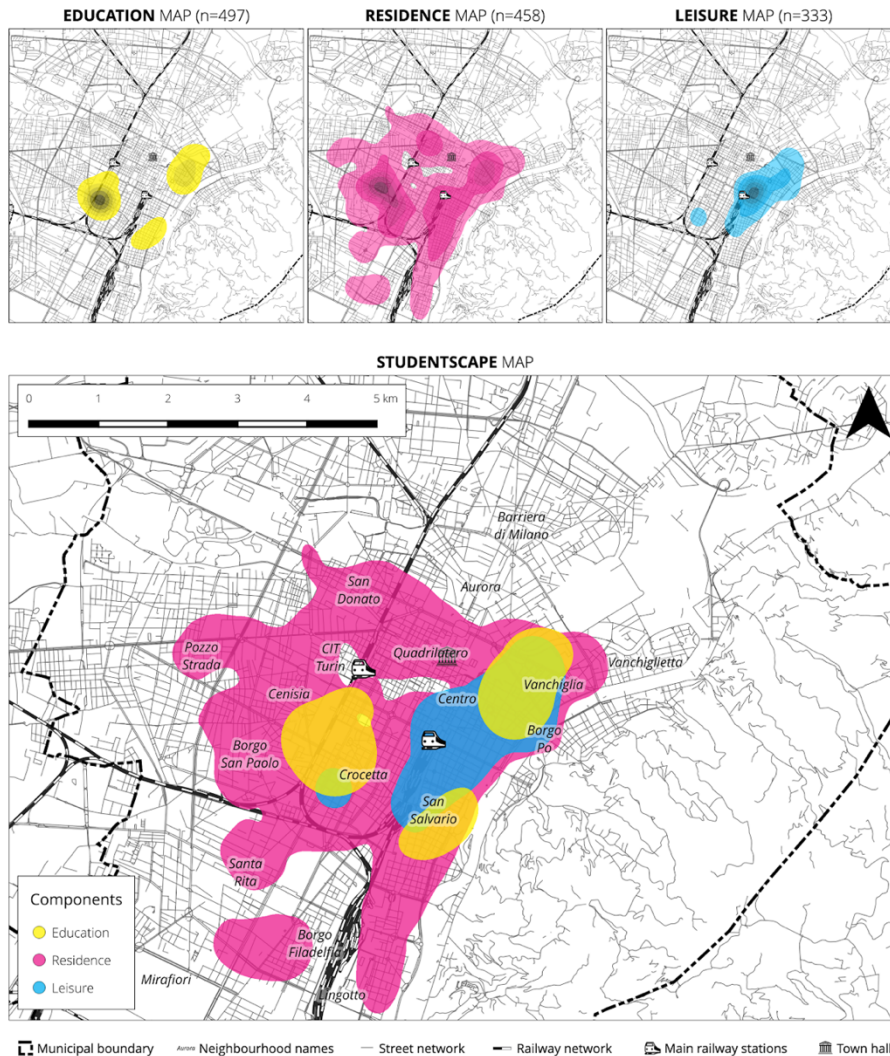 EDUCATION MAP (n=497)
RESIDENCE MAP (n=458)
LEISURE MAP (n=333)
STUDENTSCAPE MAP
0 1 2 3 4 5 km
Barriera
di Milano
Aurora
San
Donato
Pozzo
Strada
CIT
Turin
Quadrilatero
Vanchiglietta
Cenisia
Centro
Vanchiglia
Borgo
San Paolo
Borgo
Po
Crocetta
San
Salvario
Santa
Rita
Borgo
Filadelfia
Mirafiori
Lingotto
Components
Education
Residence
Leisure
Municipal boundary
Aurora Neighbourhood names
Street network
Railway network
Main railway stations
Town hall